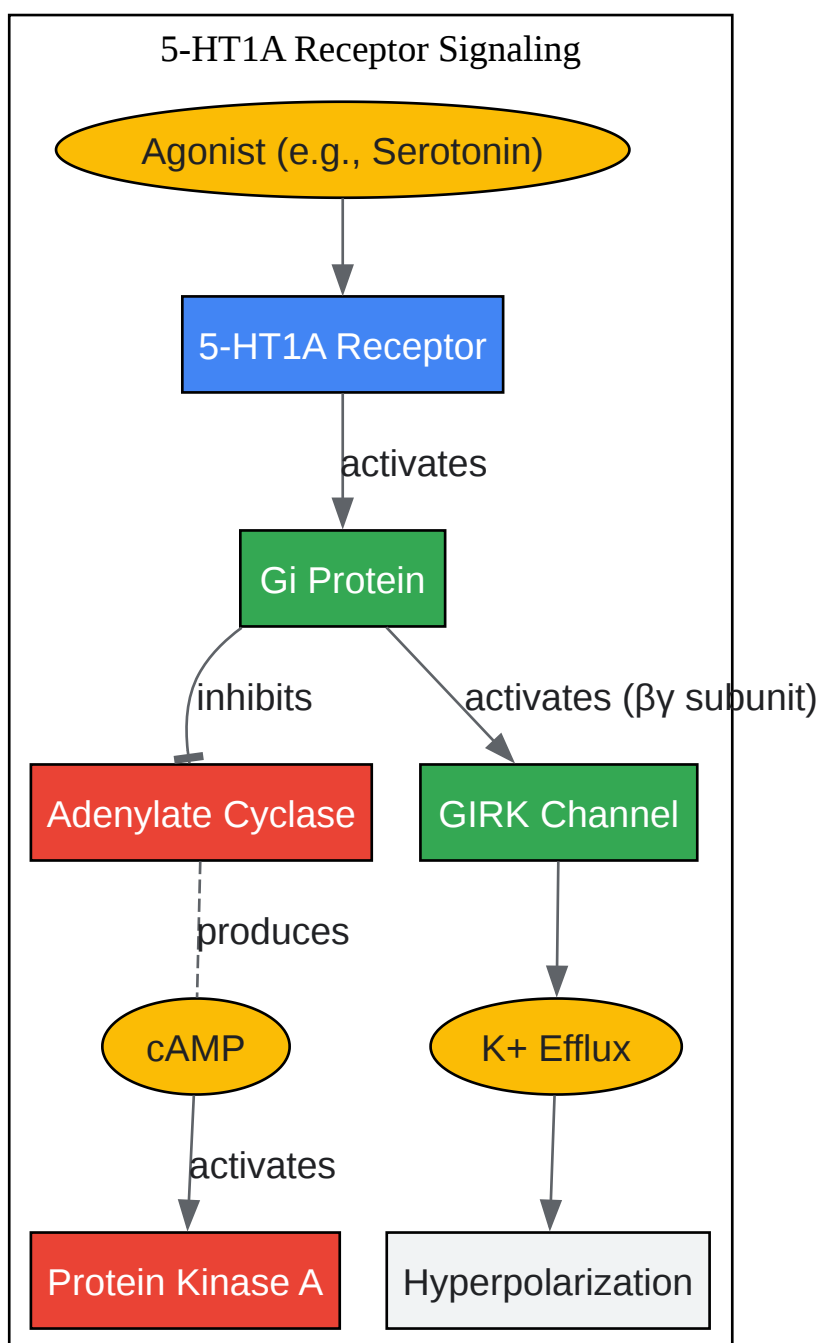 5-HT1A Receptor Signaling
Agonist (e.g., Serotonin)
5-HT1A Receptor
activates
Gi Protein
inhibits
activates (βγ subunit)
Adenylate Cyclase
GIRK Channel
produces
cAMP
K+ Efflux
activates
Protein Kinase A
Hyperpolarization